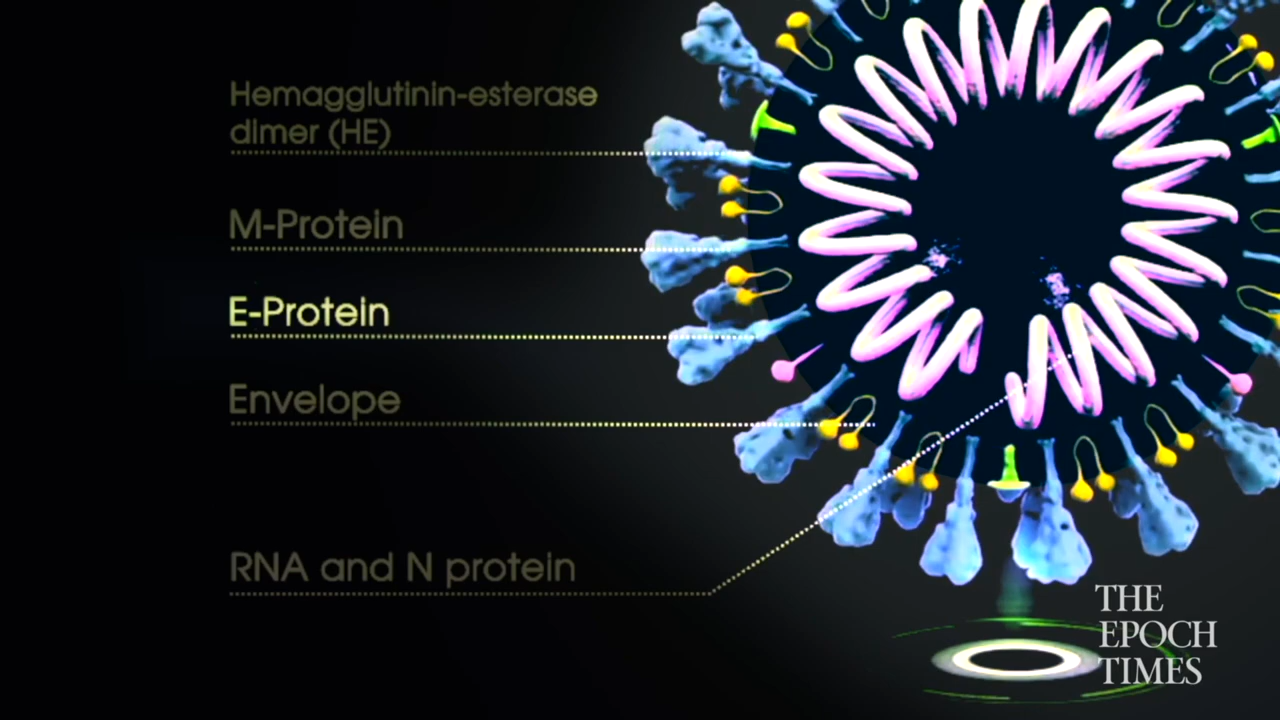 Hemagglutinin-esterase
dimer (HE)
M-Protein
E-Protein
Envelope
RNA and N protein
THE
EPOCH
TIMES